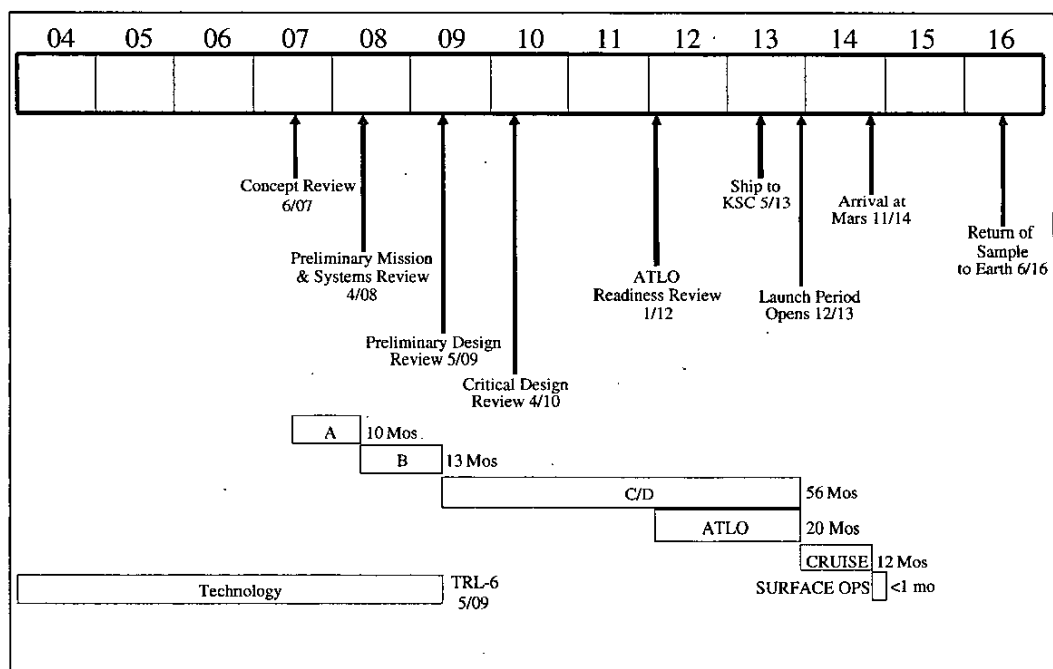 04 05 06 07 08 09 10 11 12 13 14 15 16
Concept Review
6/07
Preliminary Mission
& Systems Review
4/08
Preliminary Design
Review 5/09
Critical Design
Review 4/10
ATLO
Readiness Review
1/12
Ship to
KSC 5/13
Launch Period
Opens 12/13
Arrival at
Mars 11/14
Return of
Sample
to Earth 6/16
A 10 Mos
B 13 Mos
C/D 56 Mos
ATLO 20 Mos
CRUISE 12 Mos
Technology TRL-6
5/09
SURFACE OPS <1 mo